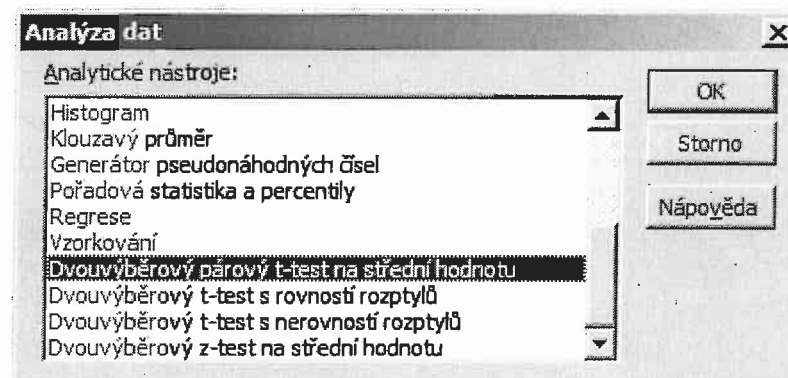 Analýza dat
Analytické nástroje:
Histogram
Klouzavý průměr
Generátor pseudonáhodných čísel
Pořadová statistika a percentily
Regrese
Vzorkování
Dvouvýběrový párový t-test na střední hodnotu
Dvouvýběrový t-test s rovností rozptylů
Dvouvýběrový t-test s nerovností rozptylů
Dvouvýběrový z-test na střední hodnotu
OK
Storno
Nápověda